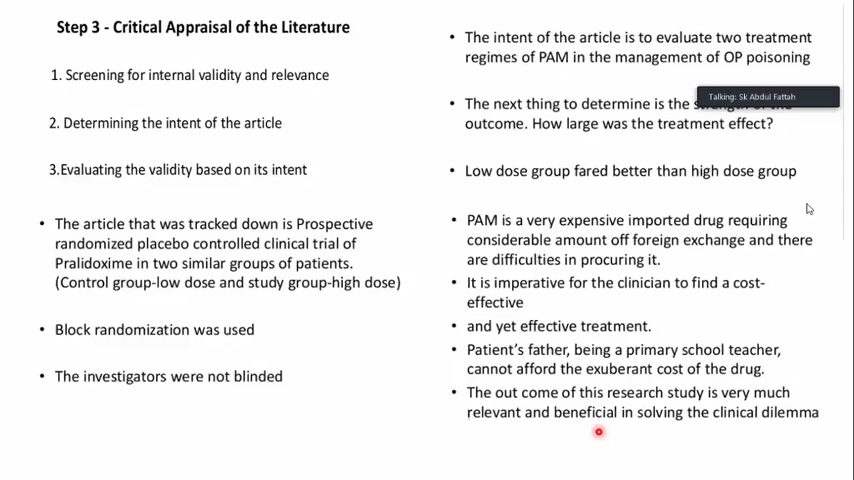 Step 3 - Critical Appraisal of the Literature
1. Screening for internal validity and relevance
2. Determining the intent of the article
3.Evaluating the validity based on its intent
• The article that was tracked down is Prospective
randomized placebo controlled clinical trial of
Pralidoxime in two similar groups of patients.
(Control group-low dose and study group-high dose)
• Block randomization was used
• The investigators were not blinded
• The intent of the article is to evaluate two treatment
regimes of PAM in the management of OP poisoning
Talking: Sk Abdul Fattah
• The next thing to determine is the
outcome. How large was the treatment effect?
• Low dose group fared better than high dose group
• PAM is a very expensive imported drug requiring
considerable amount off foreign exchange and there
are difficulties in procuring it.
• It is imperative for the clinician to find a cost-
effective
• and yet effective treatment.
• Patient's father, being a primary school teacher,
cannot afford the exuberant cost of the drug.
• The out come of this research study is very much
relevant and beneficial in solving the clinical dilemma